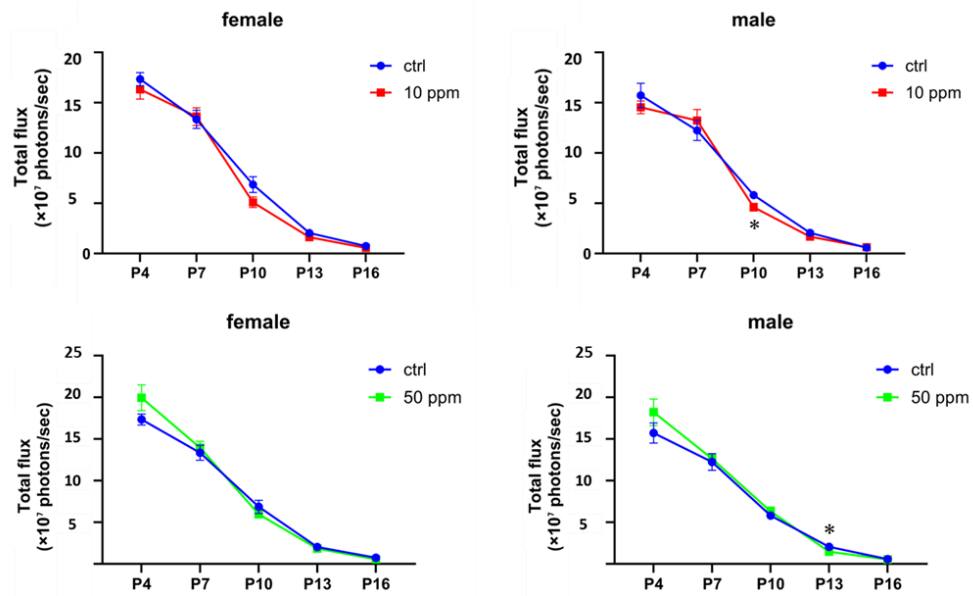 female
Total flux
(×10⁷ photons/sec)
20
15
10
5
0
P4 P7 P10 P13 P16
ctrl
10 ppm
male
Total flux
(×10⁷ photons/sec)
20
15
10
5
0
P4 P7 P10 P13 P16
ctrl
10 ppm
*
female
Total flux
(×10⁷ photons/sec)
25
20
15
10
5
P4 P7 P10 P13 P16
ctrl
50 ppm
male
Total flux
(×10⁷ photons/sec)
25
20
15
10
5
P4 P7 P10 P13 P16
ctrl
50 ppm
*